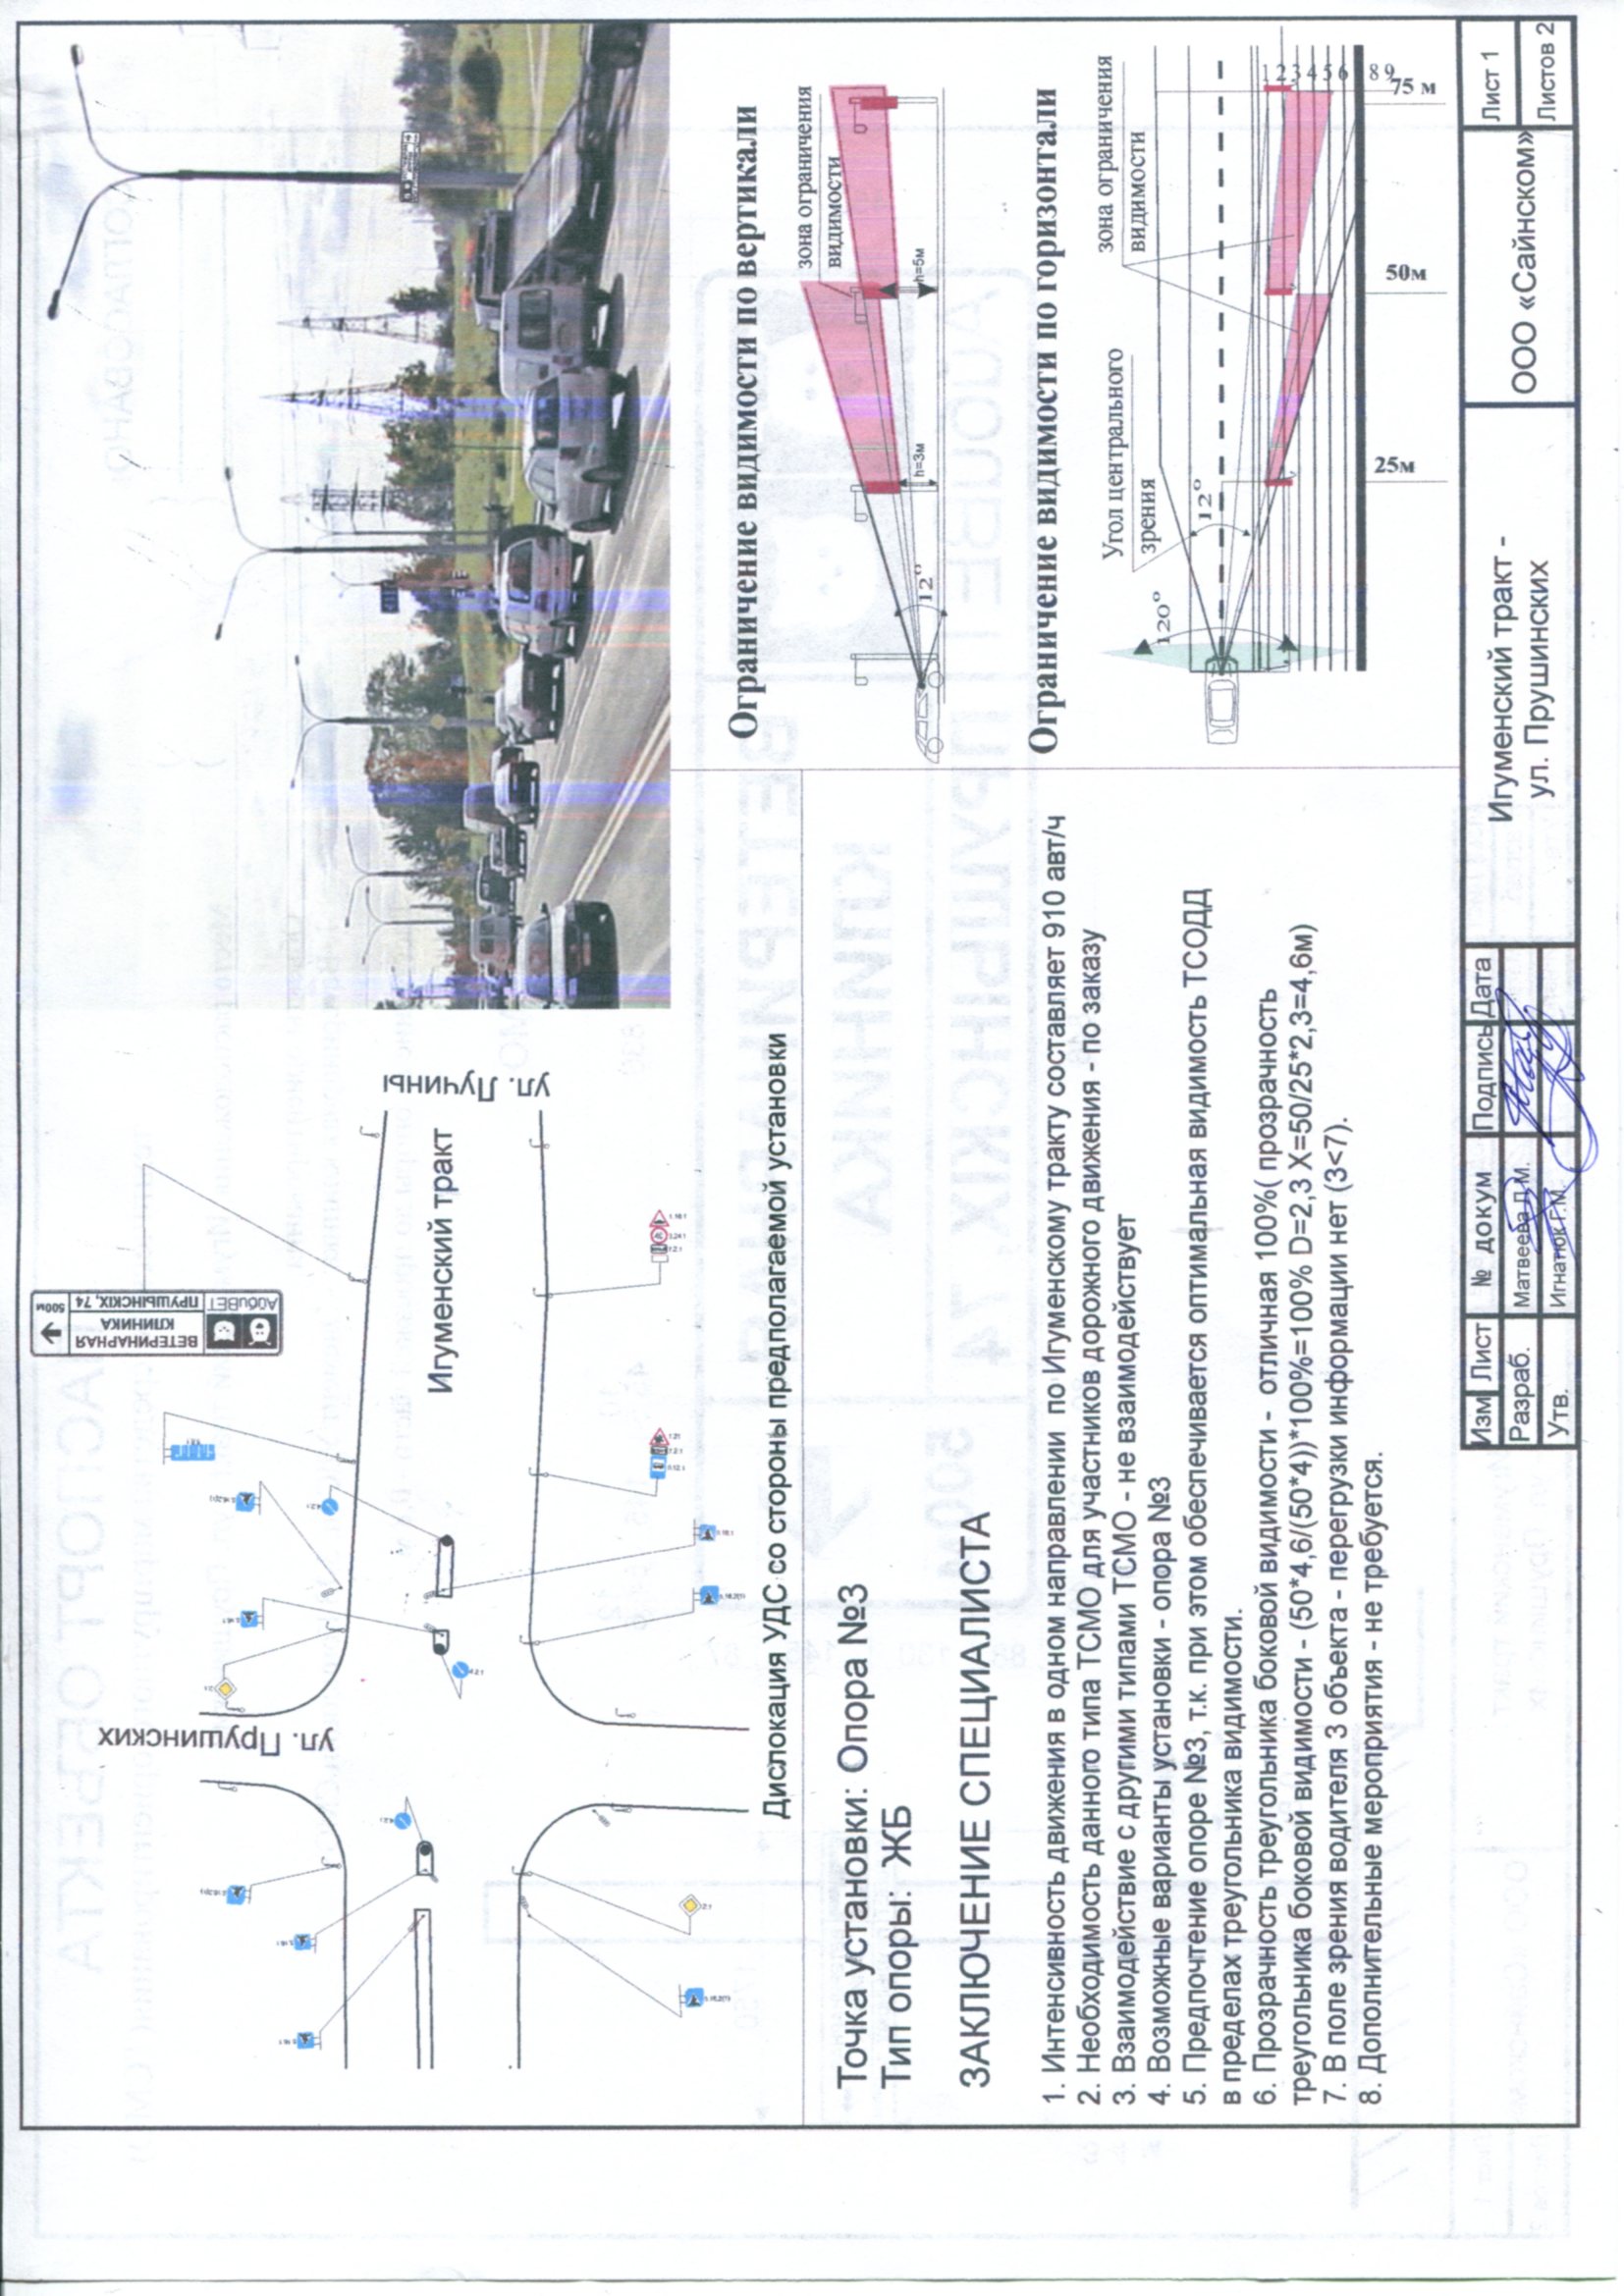 500м
ВЕТЕРИНАРНАЯ
КЛИНИКА
ПРУШЫНСКІХ, 74
ул. Прушинских
Игуменский тракт
ул. Лучины
Дислокация УДС со стороны предполагаемой установки
Точка установки: Опора №3
Тип опоры: ЖБ
ЗАКЛЮЧЕНИЕ СПЕЦИАЛИСТА
1. Интенсивность движения в одном направлении по Игуменскому тракту составляет 910 авт/ч
2. Необходимость данного типа ТСМО для участников дорожного движения - по заказу
3. Взаимодействие с другими типами ТСМО - не взаимодействует
4. Возможные варианты установки - опора №3
5. Предпочтение опоре №3, т.к. при этом обеспечивается оптимальная видимость ТСОДД
в пределах треугольника видимости.
6. Прозрачность треугольника боковой видимости - отличная 100%( прозрачность
треугольника боковой видимости - (50*4,6/(50*4))*100%=100% D=2,3 X=50/25*2,3=4,6м)
7. В поле зрения водителя 3 объекта - перегрузки информации нет (3<7).
8. Дополнительные мероприятия - не требуется.
Ограничение видимости по вертикали
зона ограничения
видимости
12°
h=3м
h=5м
Ограничение видимости по горизонтали
Угол центрального
зрения
зона ограничения
видимости
120°
12°
1 2 3 4 5 6 8 9
25м
50м
75 м
Изм Лист № докум Подпись Дата
Разраб. Матвеева Д.М.
Утв. Игнатюк Г.М.
Игуменский тракт -
ул. Прушинских
ООО «Сайнском»
Лист 1
Листов 2